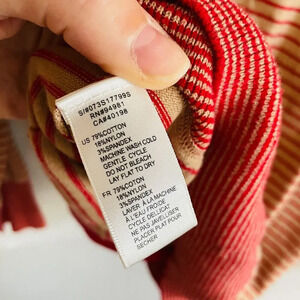 SI#073517799S
RN#94981
CA#40198
US 79%COTTON
18%NYLON
3%SPANDEX
MACHINE WASH COLD
GENTLE CYCLE
DO NOT BLEACH
LAY FLAT TO DRY
FR 79%COTON
18%NYLON
3%SPANDEX
LAVER À LA MACHINE
À L'EAU FROIDE
CYCLE DELICAT
NE PAS JAVELLISER
PLACER PLAT POUR
SECHER